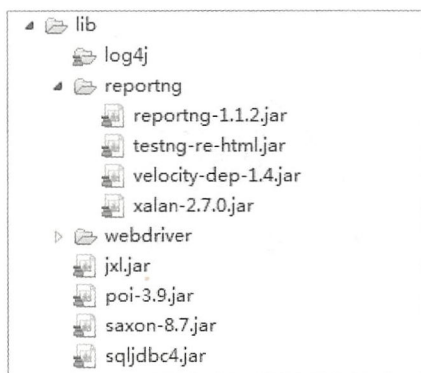 lib
log4j
reportng
reportng-1.1.2.jar
testng-re-html.jar
velocity-dep-1.4.jar
xalan-2.7.0.jar
webdriver
jxl.jar
poi-3.9.jar
saxon-8.7.jar
sqljdbc4.jar